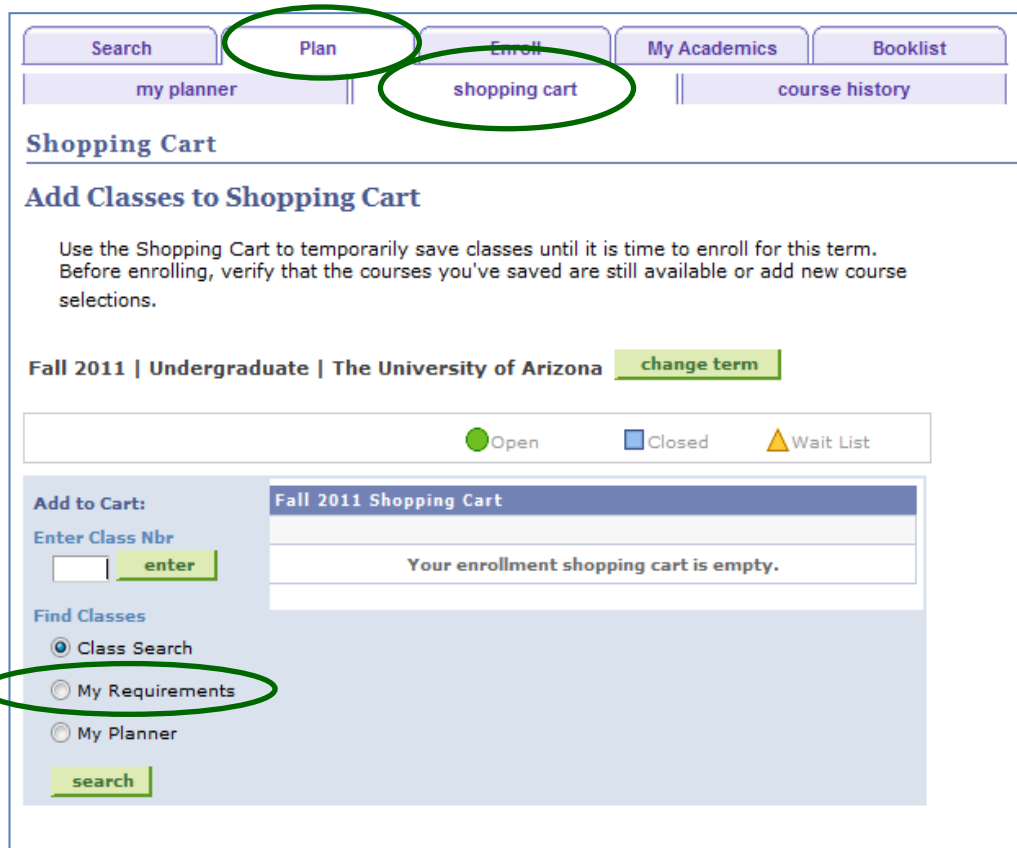 Search Plan Enroll My Academics Booklist
my planner shopping cart course history
Shopping Cart
Add Classes to Shopping Cart
Use the Shopping Cart to temporarily save classes until it is time to enroll for this term.
Before enrolling, verify that the courses you've saved are still available or add new course
selections.
Fall 2011 | Undergraduate | The University of Arizona change term
Open Closed Wait List
Add to Cart:
Fall 2011 Shopping Cart
Enter Class Nbr
enter
Your enrollment shopping cart is empty.
Find Classes
Class Search
My Requirements
My Planner
search